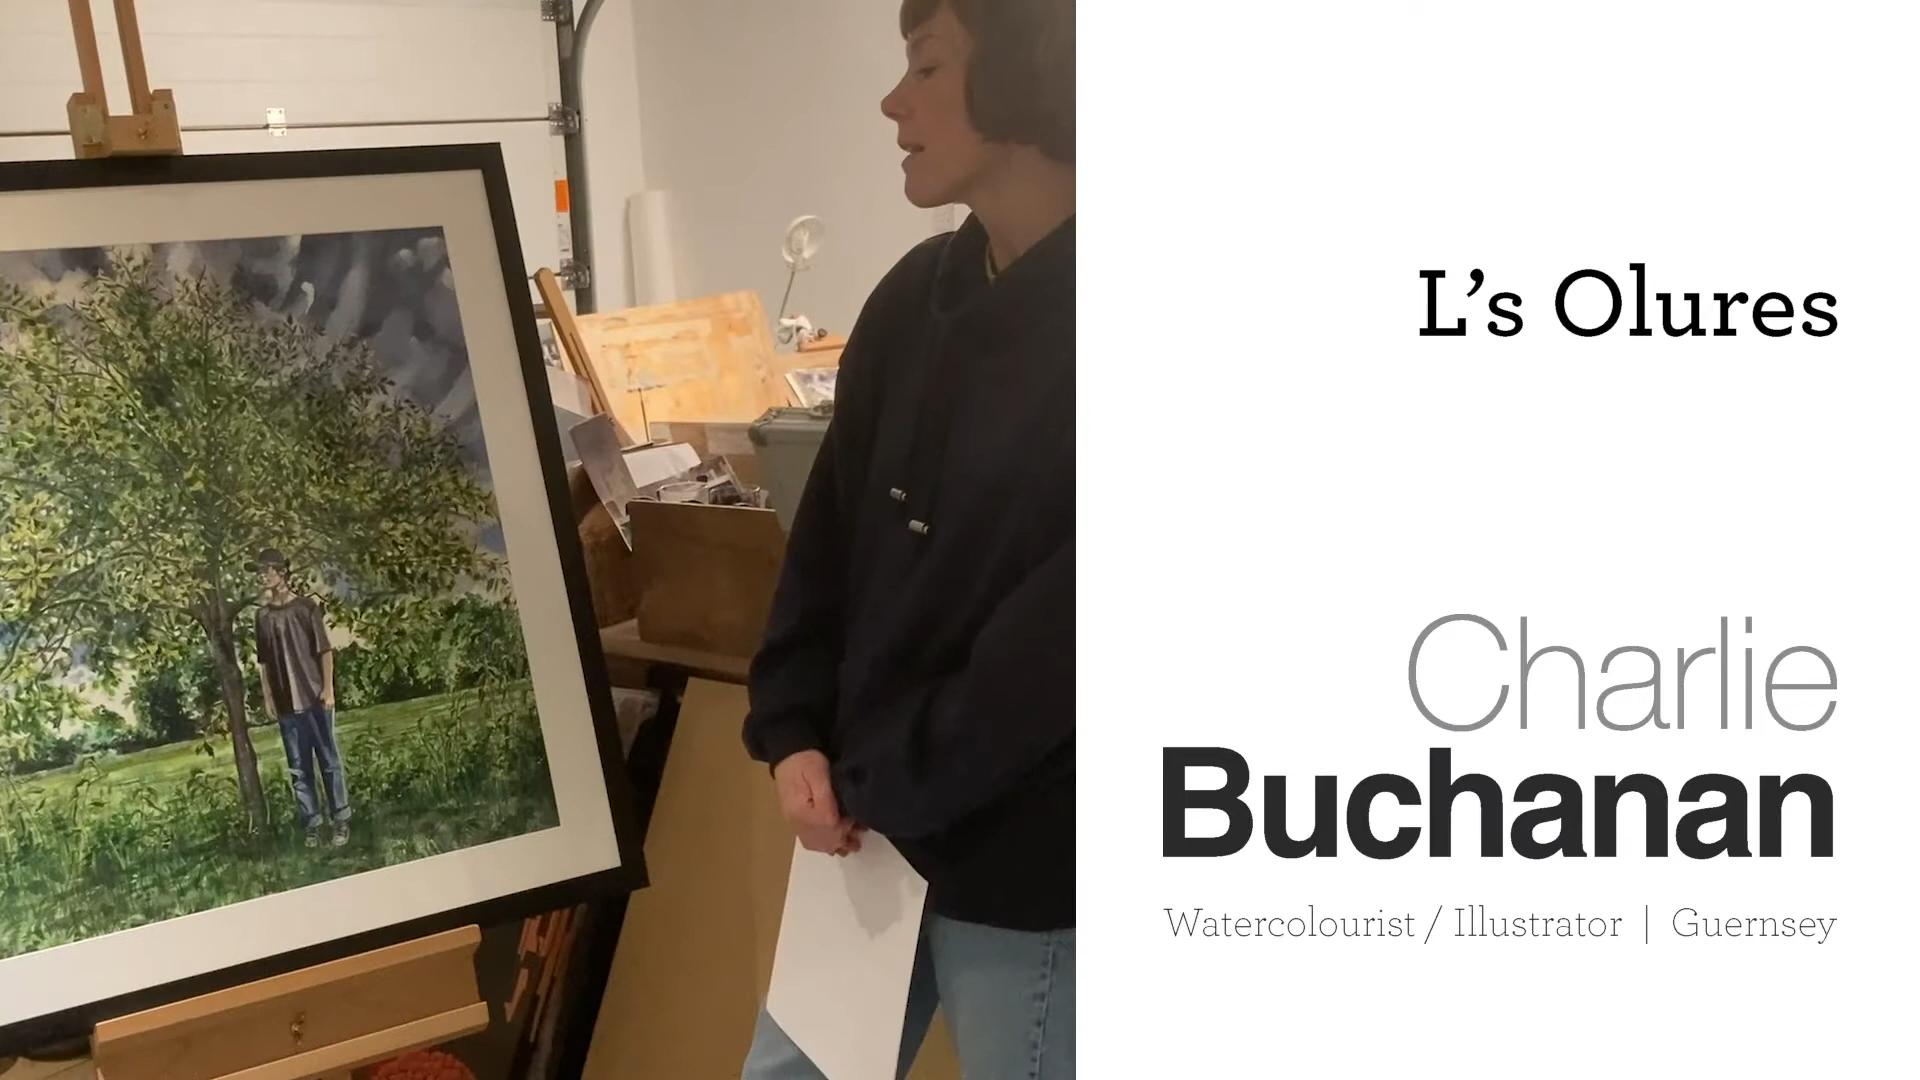 L’s Olures
Charlie
Buchanan
Watercolourist / Illustrator | Guernsey